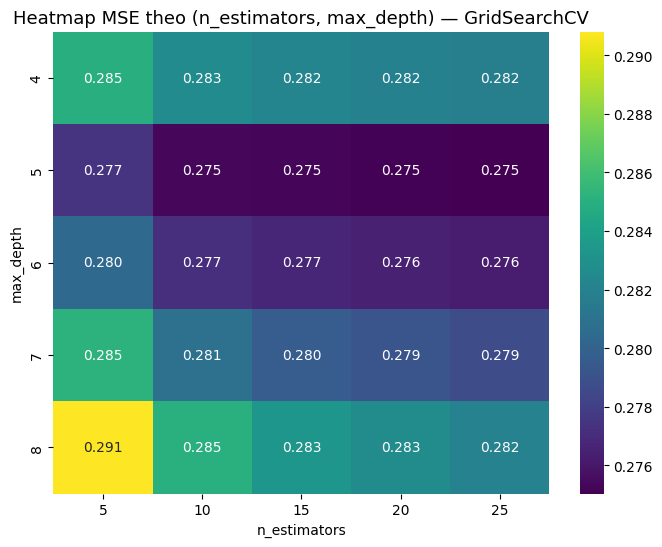 Heatmap MSE theo (n_estimators, max_depth) — GridSearchCV
max_depth
4 0.285 0.283 0.282 0.282 0.282
5 0.277 0.275 0.275 0.275 0.275
6 0.280 0.277 0.277 0.276 0.276
7 0.285 0.281 0.280 0.279 0.279
8 0.291 0.285 0.283 0.283 0.282
5 10 15 20 25
n_estimators
0.290
0.288
0.286
0.284
0.282
0.280
0.278
0.276